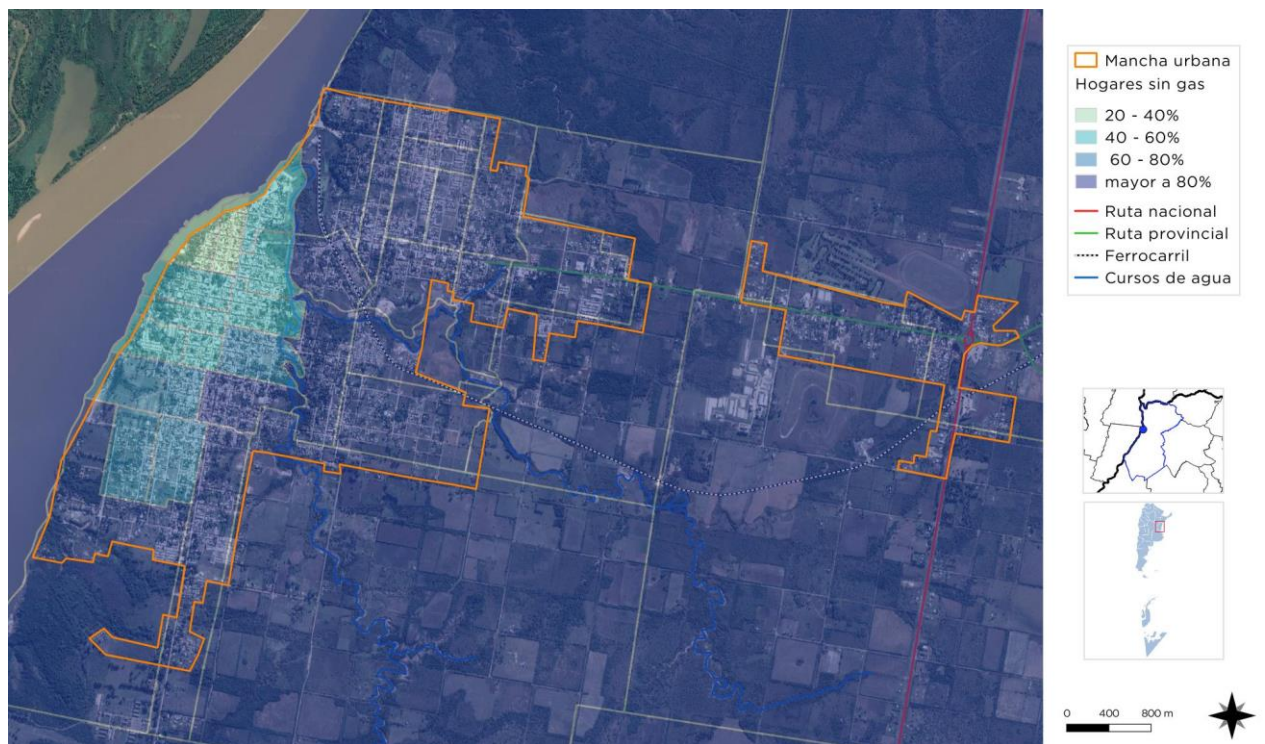 Mancha urbana
Hogares sin gas
20 - 40%
40 - 60%
60 - 80%
mayor a 80%
Ruta nacional
Ruta provincial
Ferrocarril
Cursos de agua
0 400 800 m